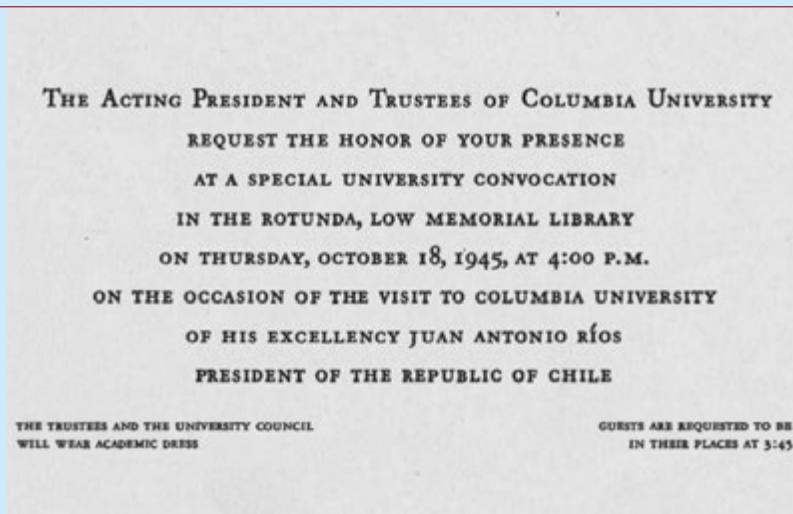 The Acting President and Trustees of Columbia University
request the honor of your presence
at a special university convocation
in the rotunda, Low Memorial Library
on Thursday, October 18, 1945, at 4:00 p.m.
on the occasion of the visit to Columbia University
of His Excellency Juan Antonio Ríos
President of the Republic of Chile
the trustees and the university council
will wear academic dress
guests are requested to be
in their places at 3:45